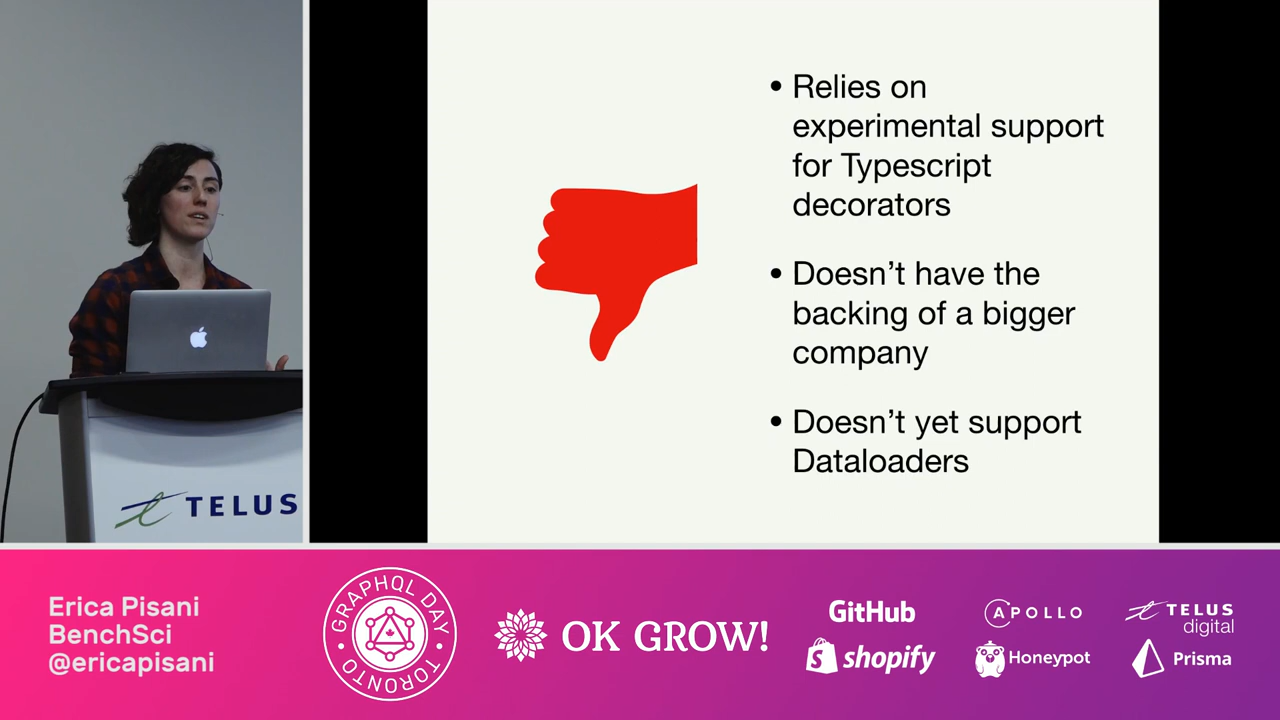 • Relies on
experimental support
for Typescript
decorators
• Doesn’t have the
backing of a bigger
company
• Doesn’t yet support
Dataloaders
TELUS
Erica Pisani
BenchSci
@ericapisani
GRAPHQL DAY
TORONTO
OK GROW!
GitHub
APOLLO
TELUS
digital
shopify
Honeypot
Prisma